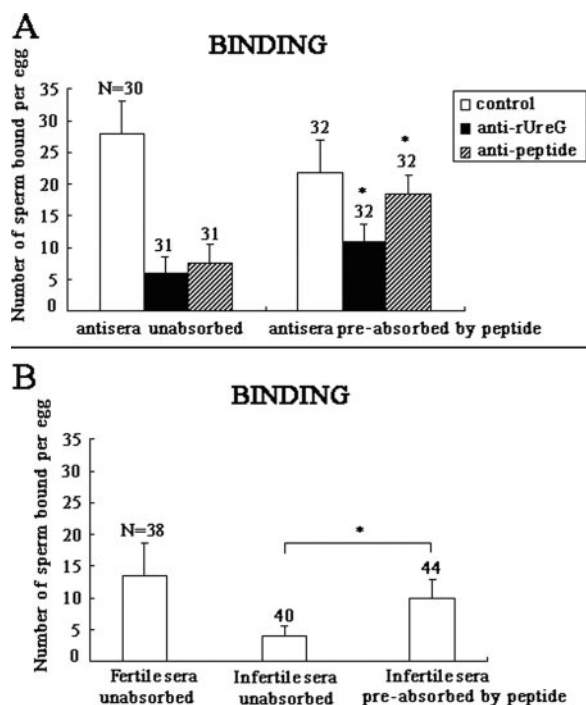 A
BINDING
Number of sperm bound per egg
35
30
25
20
15
10
5
0
N=30
31
31
32
*
32
*
32
control
anti-rUreG
anti-peptide
antisera unabsorbed
antisera pre-absorbed by peptide
B
BINDING
Number of sperm bound per egg
35
30
25
20
15
10
5
0
N=38
40
*
44
Fertile sera
unabsorbed
Infertile sera
unabsorbed
Infertile sera
pre-absorbed by peptide